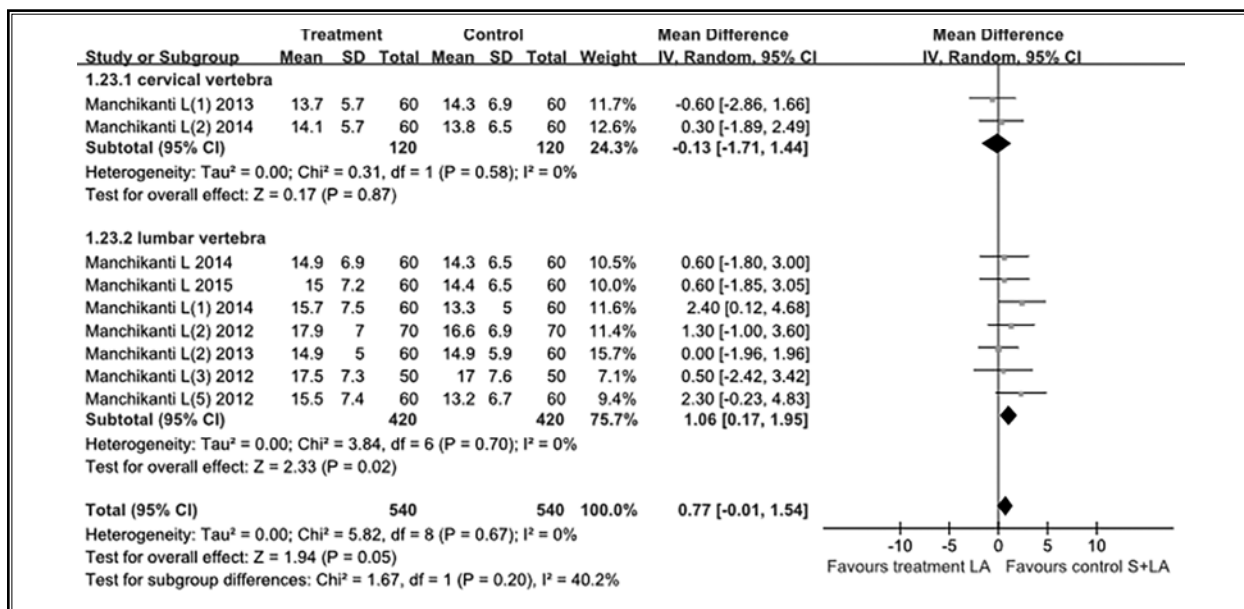 Treatment Control Mean Difference Mean Difference
Study or Subgroup Mean SD Total Mean SD Total Weight IV, Random, 95% CI IV, Random, 95% CI
1.23.1 cervical vertebra
Manchikanti L(1) 2013 13.7 5.7 60 14.3 6.9 60 11.7% -0.60 [-2.86, 1.66]
Manchikanti L(2) 2014 14.1 5.7 60 13.8 6.5 60 12.6% 0.30 [-1.89, 2.49]
Subtotal (95% CI) 120 120 24.3% -0.13 [-1.71, 1.44]
Heterogeneity: Tau² = 0.00; Chi² = 0.31, df = 1 (P = 0.58); I² = 0%
Test for overall effect: Z = 0.17 (P = 0.87)
1.23.2 lumbar vertebra
Manchikanti L 2014 14.9 6.9 60 14.3 6.5 60 10.5% 0.60 [-1.80, 3.00]
Manchikanti L 2015 15 7.2 60 14.4 6.5 60 10.0% 0.60 [-1.85, 3.05]
Manchikanti L(1) 2014 15.7 7.5 60 13.3 5 60 11.6% 2.40 [0.12, 4.68]
Manchikanti L(2) 2012 17.9 7 70 16.6 6.9 70 11.4% 1.30 [-1.00, 3.60]
Manchikanti L(2) 2013 14.9 5 60 14.9 5.9 60 15.7% 0.00 [-1.96, 1.96]
Manchikanti L(3) 2012 17.5 7.3 50 17 7.6 50 7.1% 0.50 [-2.42, 3.42]
Manchikanti L(5) 2012 15.5 7.4 60 13.2 6.7 60 9.4% 2.30 [-0.23, 4.83]
Subtotal (95% CI) 420 420 75.7% 1.06 [0.17, 1.95]
Heterogeneity: Tau² = 0.00; Chi² = 3.84, df = 6 (P = 0.70); I² = 0%
Test for overall effect: Z = 2.33 (P = 0.02)
Total (95% CI) 540 540 100.0% 0.77 [-0.01, 1.54]
Heterogeneity: Tau² = 0.00; Chi² = 5.82, df = 8 (P = 0.67); I² = 0%
Test for overall effect: Z = 1.94 (P = 0.05)
Test for subgroup differences: Chi² = 1.67, df = 1 (P = 0.20), I² = 40.2%
-10 -5 0 5 10
Favours treatment LA Favours control S+LA